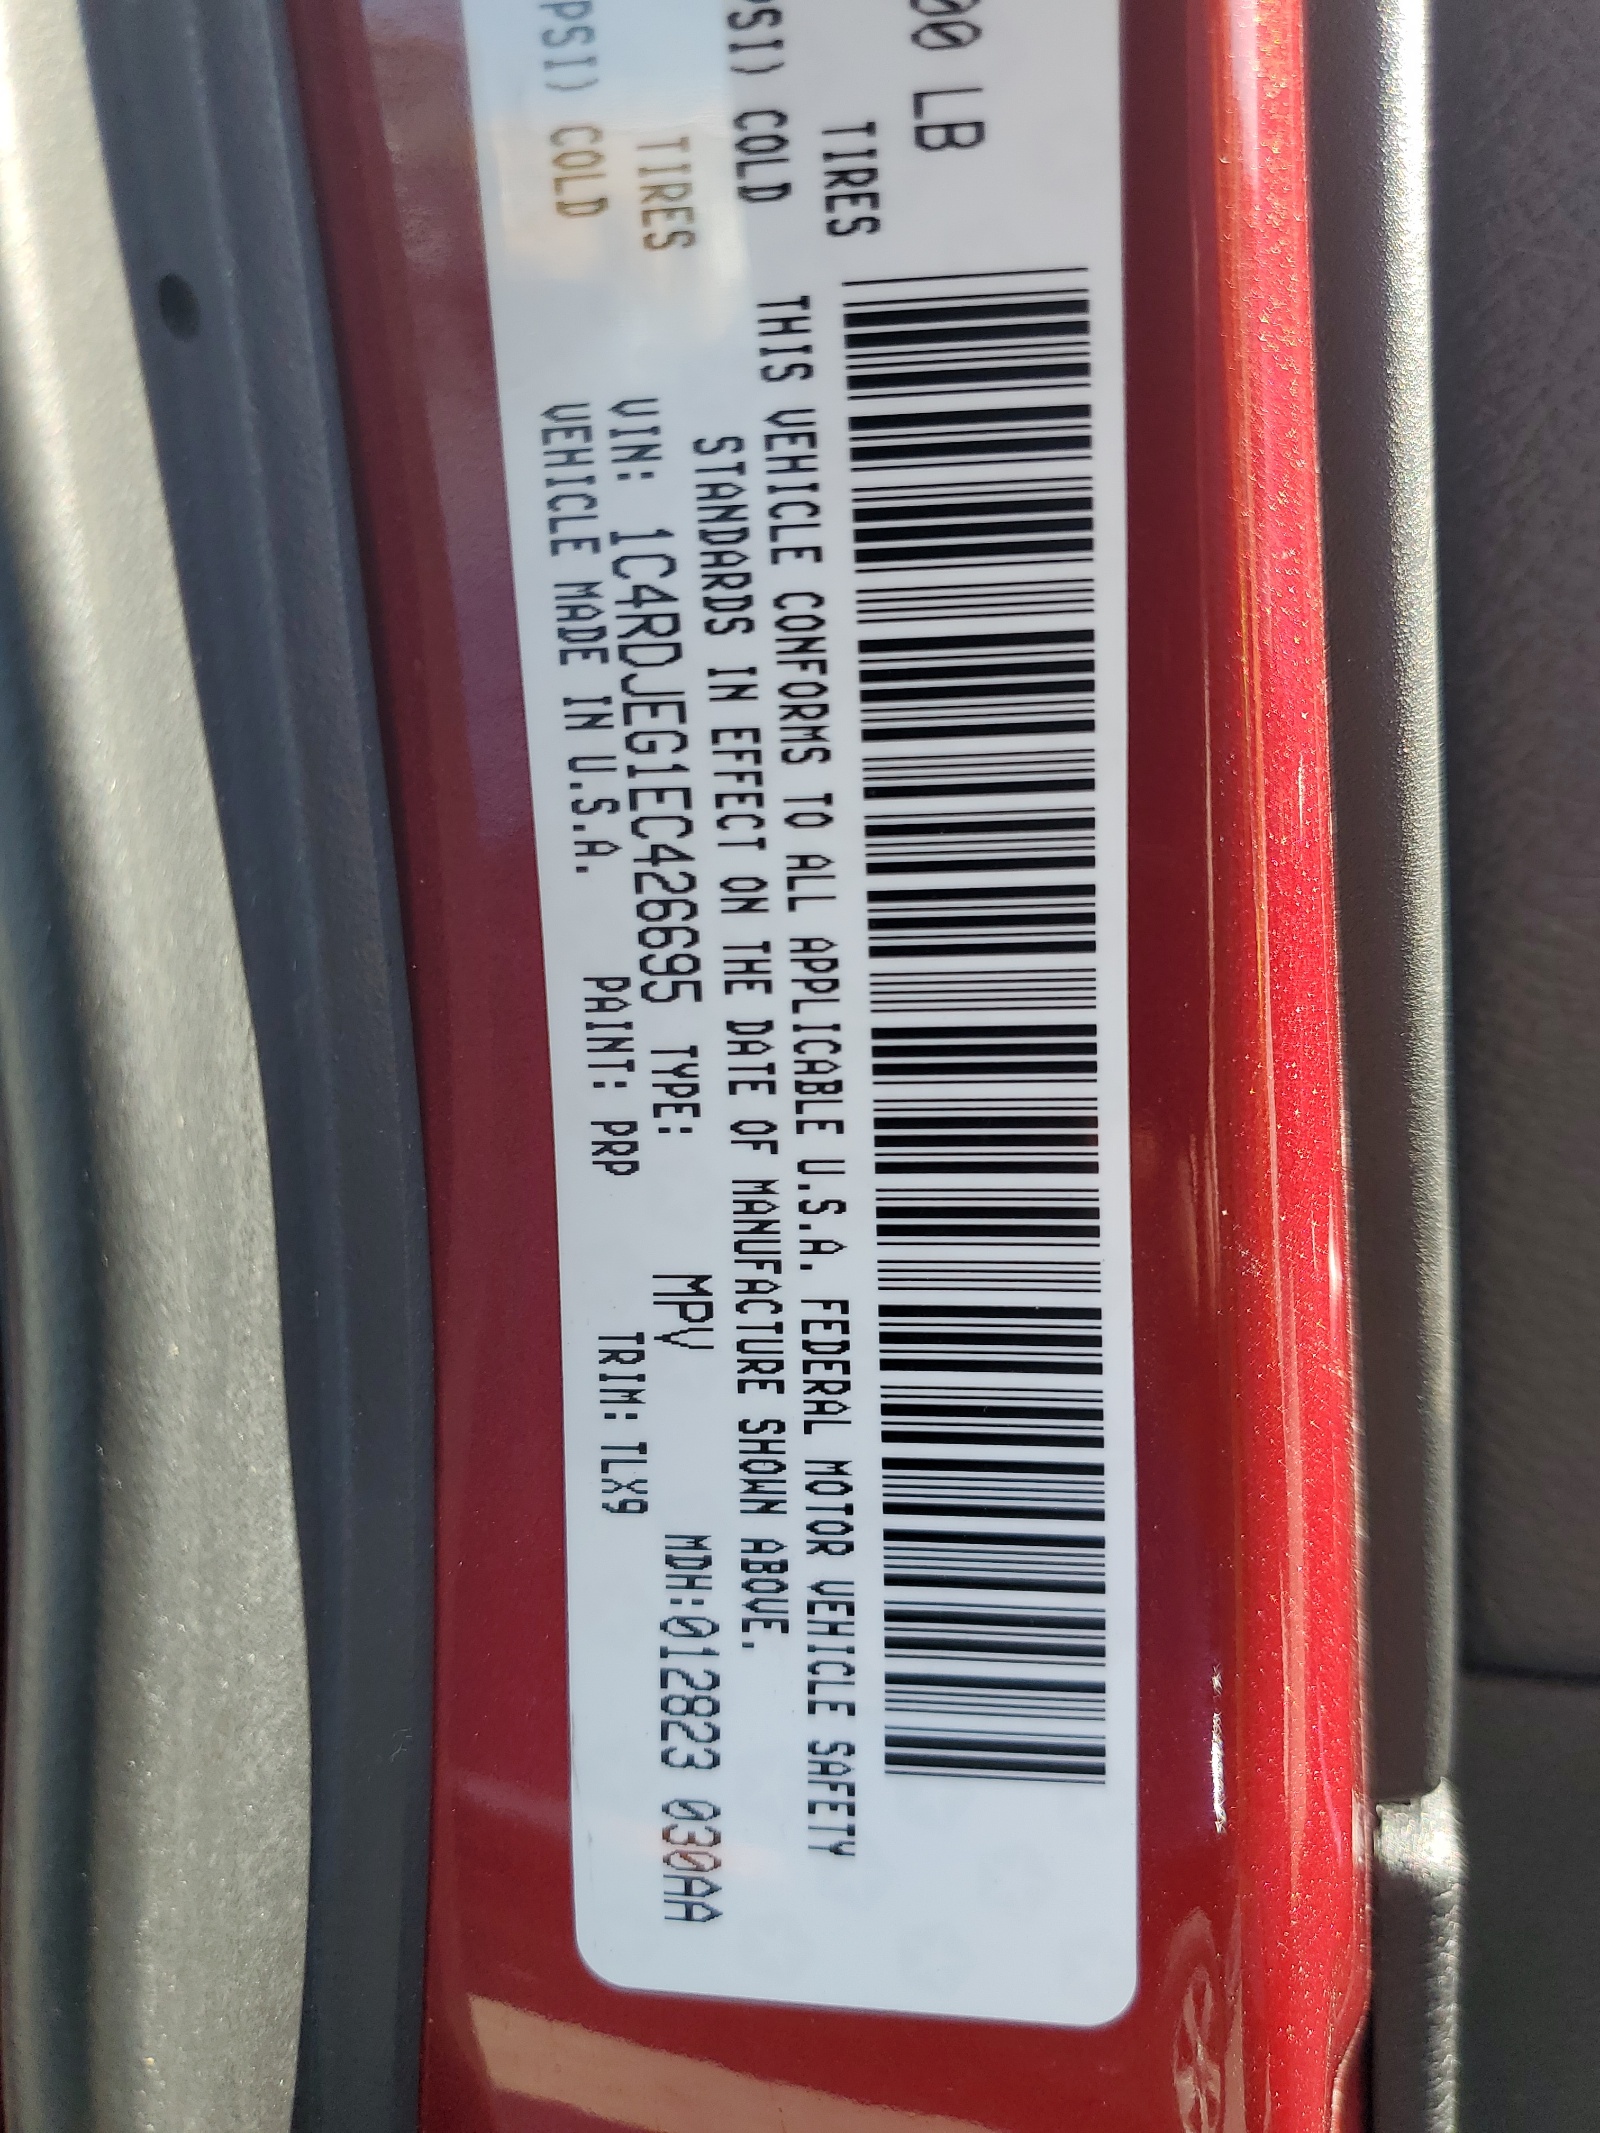 00 LB
TIRES
PSI) COLD
TIRES
PSI) COLD
THIS VEHICLE CONFORMS TO ALL APPLICABLE U.S.A. FEDERAL MOTOR VEHICLE SAFETY
STANDARDS IN EFFECT ON THE DATE OF MANUFACTURE SHOWN ABOVE.
VIN: 1C4RDJEG1EC426695 TYPE: MPV MDH:012823 030AA
VEHICLE MADE IN U.S.A. PAINT: PRP TRIM: TLX9